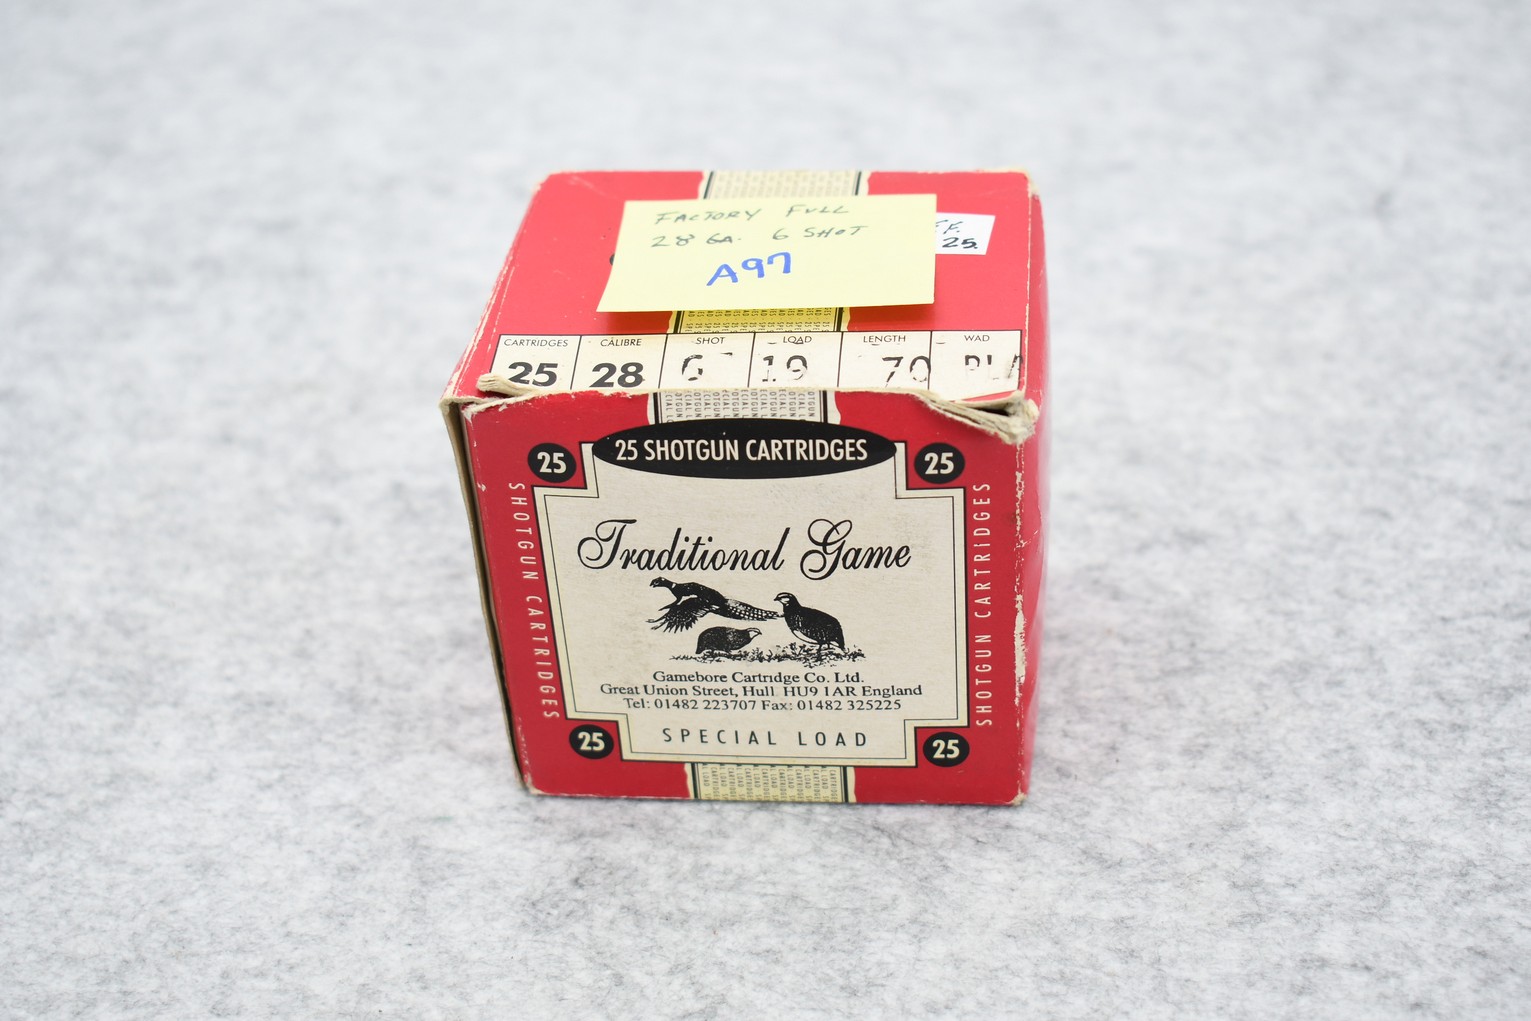 FACTORY FULL
28 GA. 6 SHOT
A97
F.
25.
CARTRIDGES CALIBRE SHOT LOAD LENGTH WAD
25 28 6 19 70 PLA
25 SHOTGUN CARTRIDGES
25 25
SHOTGUN CARTRIDGES
SHOTGUN CARTRIDGES
Traditional Game
Gamebore Cartridge Co. Ltd.
Great Union Street, Hull HU9 1AR England
Tel: 01482 223707 Fax: 01482 325225
SPECIAL LOAD
25 25